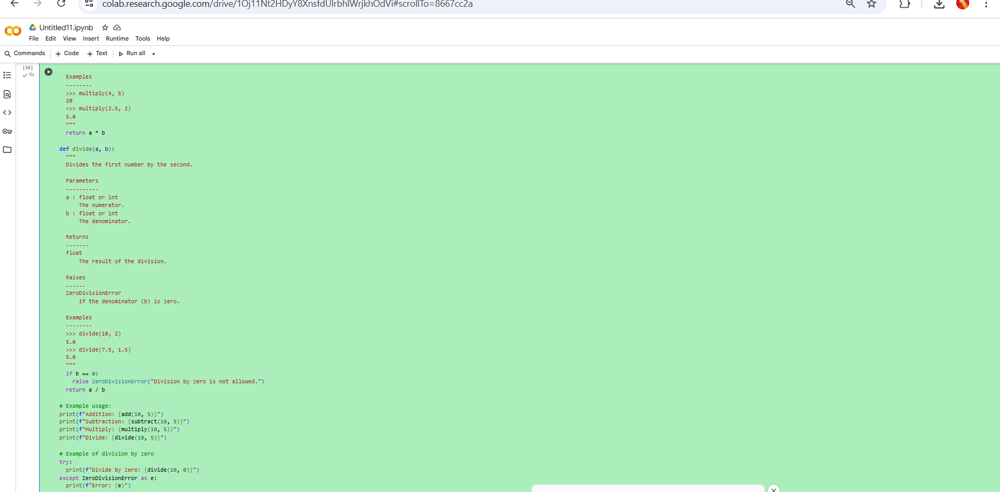 colab.research.google.com/drive/1Oj11Nt2HDyY8XnsfdUIrbhlWrjkhOdVi#scrollTo=8667cc2a
Untitled11.ipynb
File Edit View Insert Runtime Tools Help
Commands + Code + Text Run all
[10]
0s
Examples
--------
>>> multiply(4, 5)
20
>>> multiply(2.5, 2)
5.0
"""
return a * b
def divide(a, b):
"""
Divides the first number by the second.
Parameters
----------
a : float or int
The numerator.
b : float or int
The denominator.
Returns
-------
float
The result of the division.
Raises
------
ZeroDivisionError
If the denominator (b) is zero.
Examples
--------
>>> divide(10, 2)
5.0
>>> divide(7.5, 1.5)
5.0
"""
if b == 0:
raise ZeroDivisionError("Division by zero is not allowed.")
return a / b
# Example usage:
print(f"Addition: {add(10, 5)}")
print(f"Subtraction: {subtract(10, 5)}")
print(f"Multiply: {multiply(10, 5)}")
print(f"Divide: {divide(10, 5)}")
# Example of division by zero
try:
print(f"Divide by zero: {divide(10, 0)}")
except ZeroDivisionError as e:
print(f"Error: {e}")